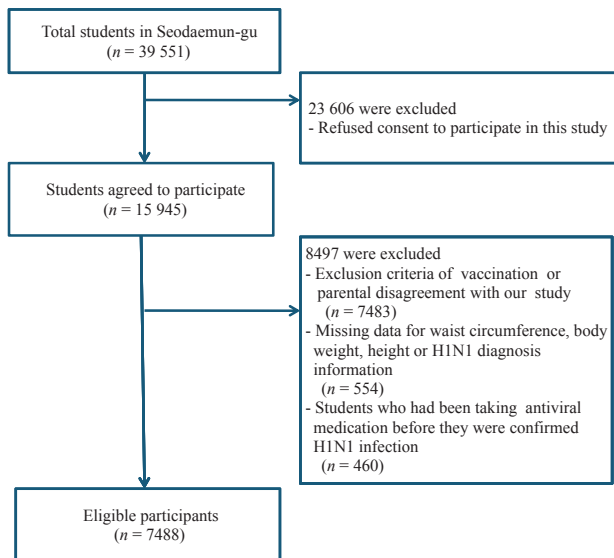 Total students in Seodaemun-gu
(n = 39 551)
23 606 were excluded
- Refused consent to participate in this study
Students agreed to participate
(n = 15 945)
8497 were excluded
- Exclusion criteria of vaccination or
parental disagreement with our study
(n = 7483)
- Missing data for waist circumference, body
weight, height or H1N1 diagnosis
information
(n = 554)
- Students who had been taking antiviral
medication before they were confirmed
H1N1 infection
(n = 460)
Eligible participants
(n = 7488)